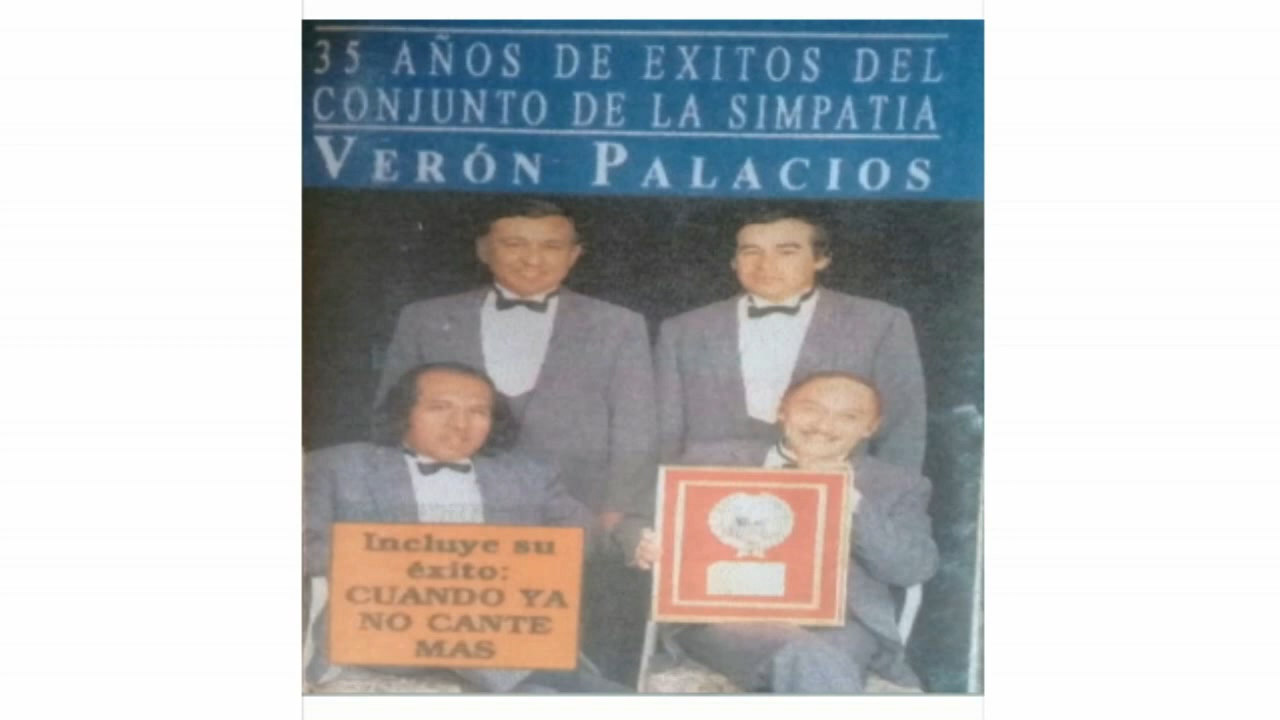 35 AÑOS DE EXITOS DEL
CONJUNTO DE LA SIMPATIA
VERÓN PALACIOS
Incluye su
éxito:
CUANDO YA
NO CANTE
MAS